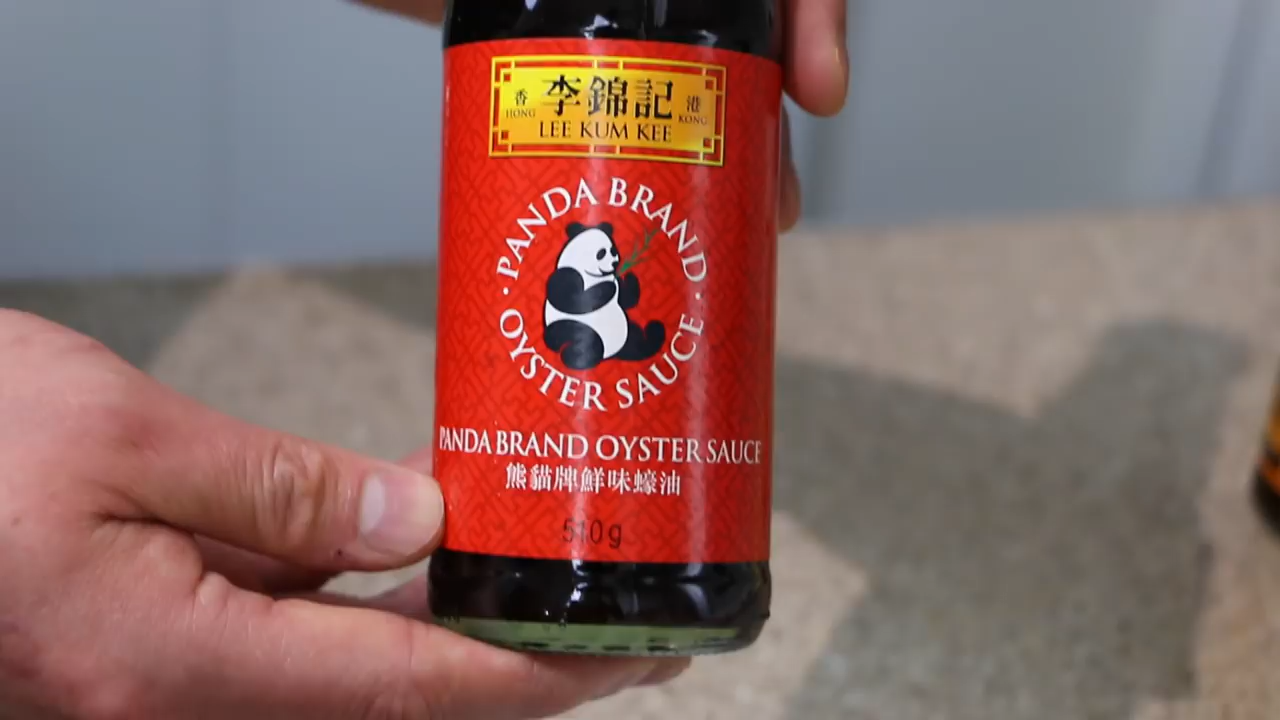 香 李錦記 港
HONG LEE KUM KEE KONG
PANDA BRAND
OYSTER SAUCE
PANDA BRAND OYSTER SAUCE
熊貓牌鮮味蠔油
510g